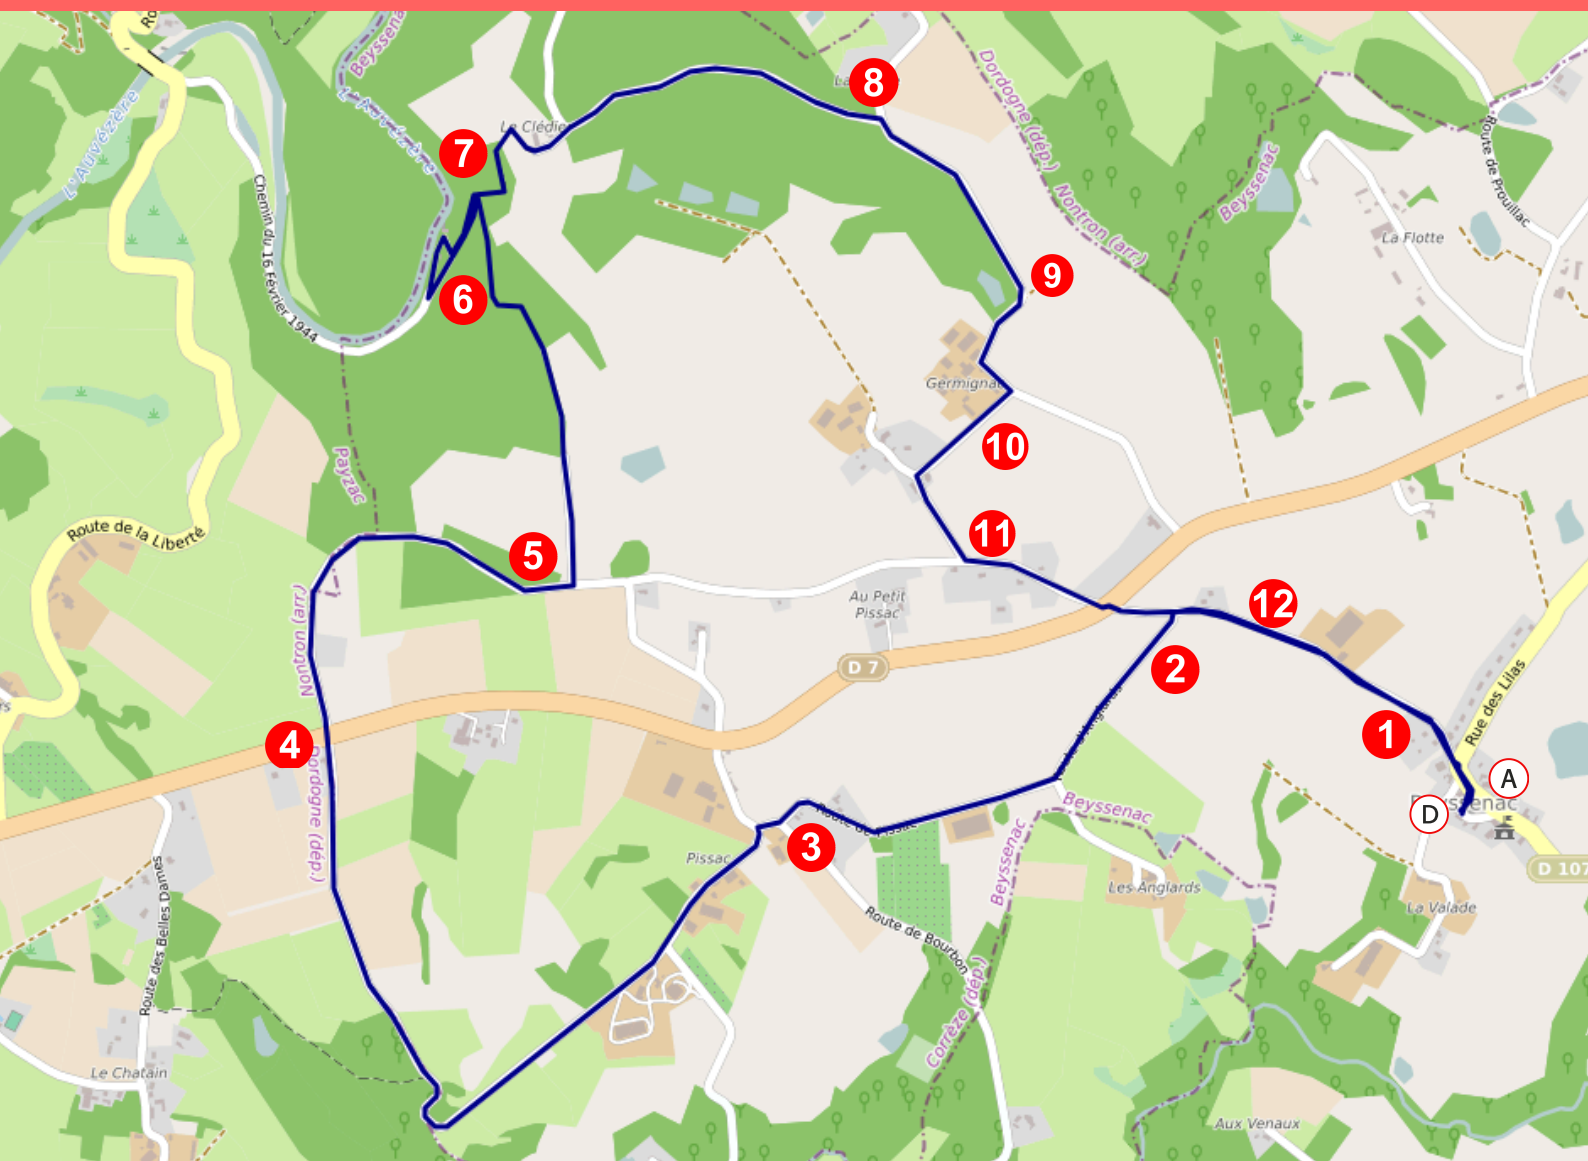 Beyssenac
L'Auvézère
L'Auvézère
8
Le Clédier
7
Dordogne (dép.)
Nontron (arr.)
Beyssenac
Route de Prouillac
La Flotte
Chemin du 16 Février 1944
6
9
Germignac
10
Payzac
Route de la Liberté
11
5
Au Petit
Pissac
12
Nontron (arr.)
D 7
2
Rue des Lilas
1
4
Dordogne (dép.)
Route d'Anglards
A
Beyssenac
D
Beyssenac
Route de Pissac
3
Pissac
Beyssenac
D 107
Les Anglards
La Valade
Route des Belles Dames
Route de Bourbon
Corrèze (dép.)
Le Chatain
Aux Venaux